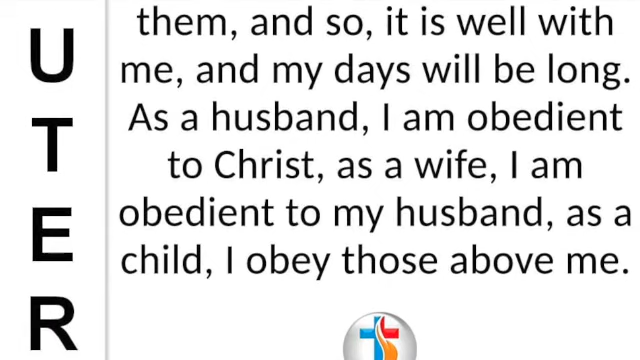 U
T
E
R
them, and so, it is well with
me, and my days will be long.
As a husband, I am obedient
to Christ, as a wife, I am
obedient to my husband, as a
child, I obey those above me.